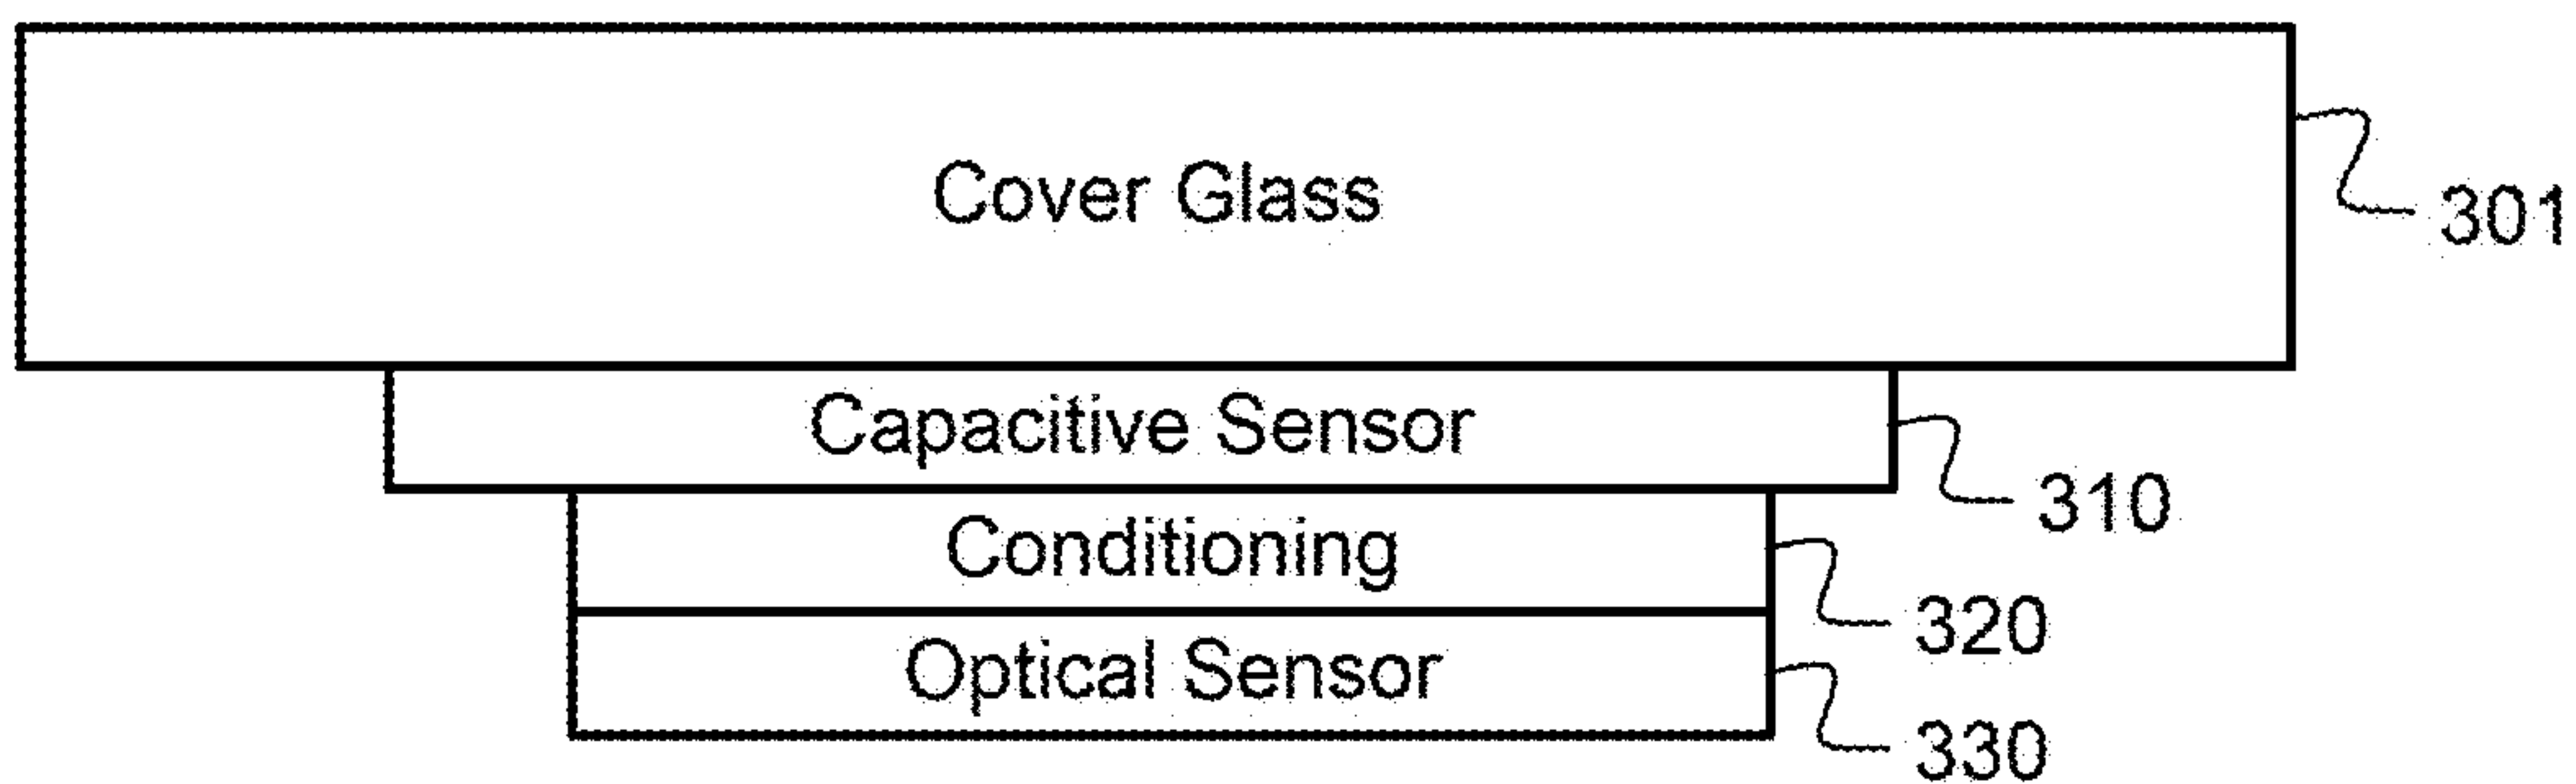 Cover Glass
301
Capacitive Sensor
310
Conditioning
320
Optical Sensor
330